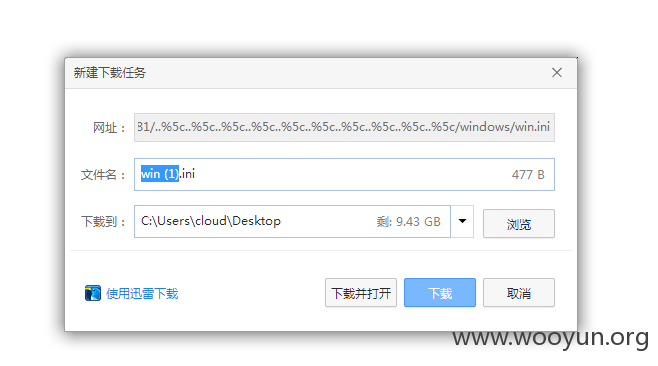 新建下载任务
网址： 81/..%5c..%5c..%5c..%5c..%5c..%5c..%5c..%5c..%5c..%5c/windows/win.ini
文件名： win (1).ini 477 B
下载到： C:\Users\cloud\Desktop 剩: 9.43 GB 浏览
使用迅雷下载 下载并打开 下载 取消
www.wooyun.org